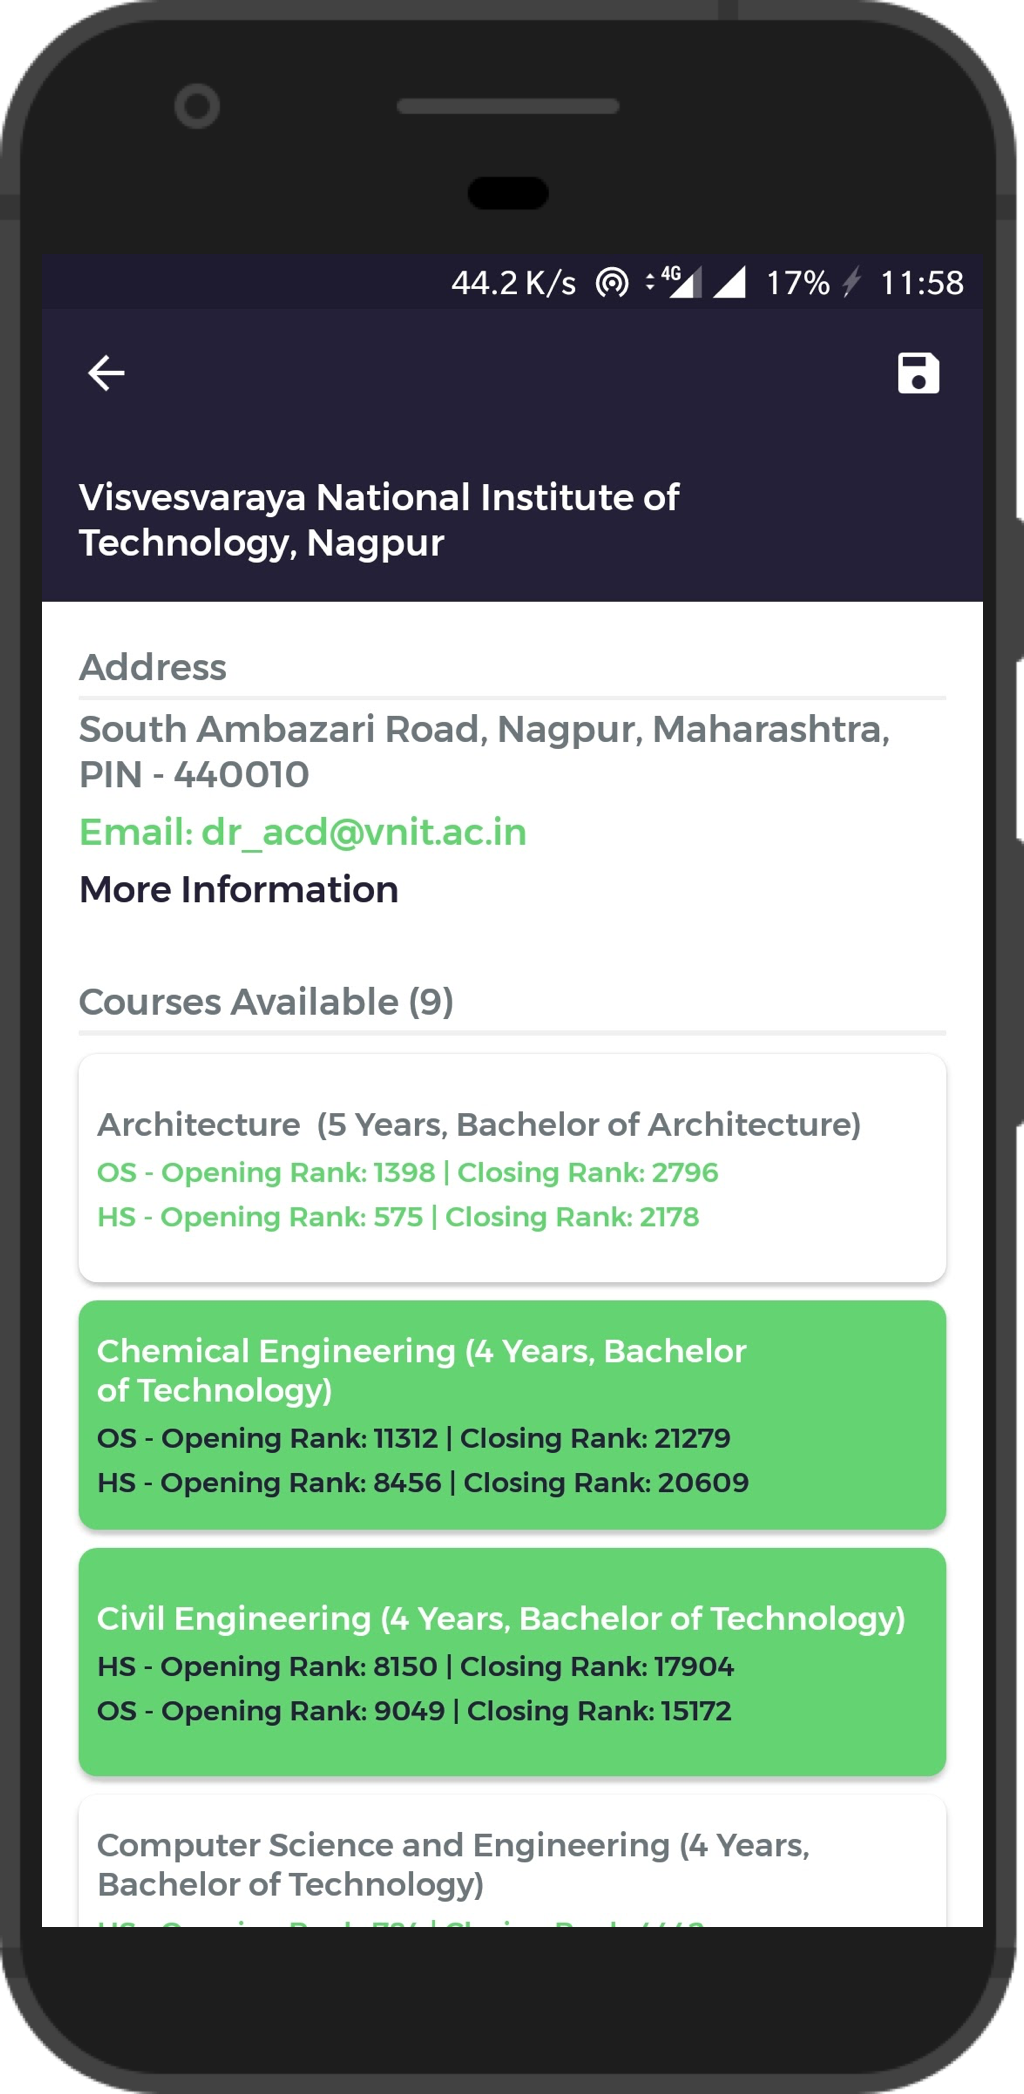 44.2 K/s 4G 17% 11:58
Visvesvaraya National Institute of
Technology, Nagpur
Address
South Ambazari Road, Nagpur, Maharashtra,
PIN - 440010
Email: dr_acd@vnit.ac.in
More Information
Courses Available (9)
Architecture  (5 Years, Bachelor of Architecture)
OS - Opening Rank: 1398 | Closing Rank: 2796
HS - Opening Rank: 575 | Closing Rank: 2178
Chemical Engineering (4 Years, Bachelor
of Technology)
OS - Opening Rank: 11312 | Closing Rank: 21279
HS - Opening Rank: 8456 | Closing Rank: 20609
Civil Engineering (4 Years, Bachelor of Technology)
HS - Opening Rank: 8150 | Closing Rank: 17904
OS - Opening Rank: 9049 | Closing Rank: 15172
Computer Science and Engineering (4 Years,
Bachelor of Technology)